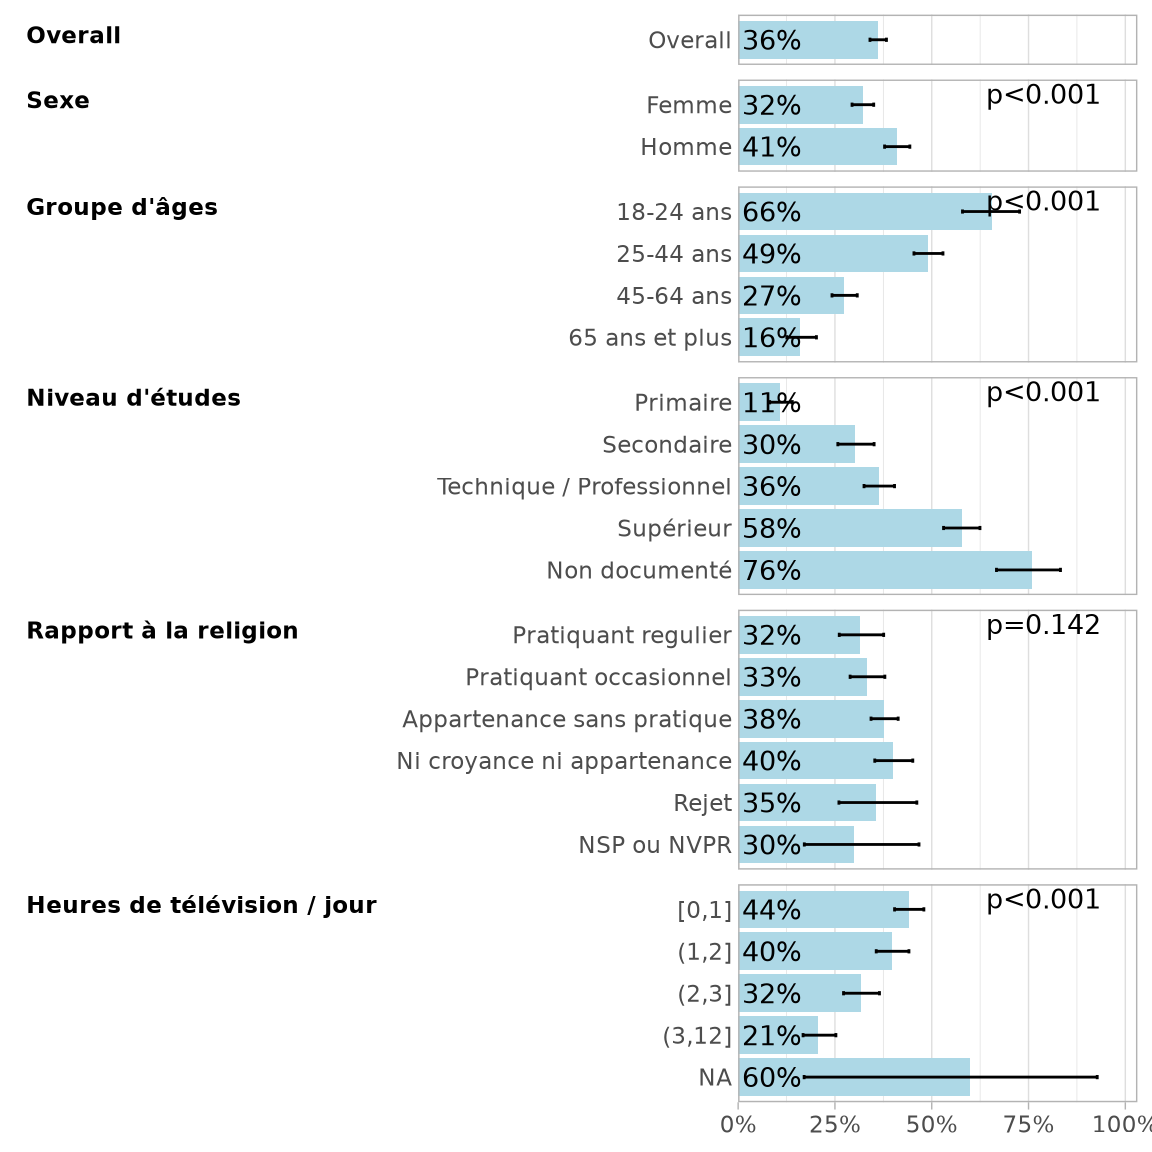 Overall
Overall 36%
Sexe
p<0.001
Femme 32%
Homme 41%
Groupe d'âges
p<0.001
18-24 ans 66%
25-44 ans 49%
45-64 ans 27%
65 ans et plus 16%
Niveau d'études
p<0.001
Primaire 11%
Secondaire 30%
Technique / Professionnel 36%
Supérieur 58%
Non documenté 76%
Rapport à la religion
p=0.142
Pratiquant regulier 32%
Pratiquant occasionnel 33%
Appartenance sans pratique 38%
Ni croyance ni appartenance 40%
Rejet 35%
NSP ou NVPR 30%
Heures de télévision / jour
p<0.001
[0,1] 44%
(1,2] 40%
(2,3] 32%
(3,12] 21%
NA 60%
0% 25% 50% 75% 100%